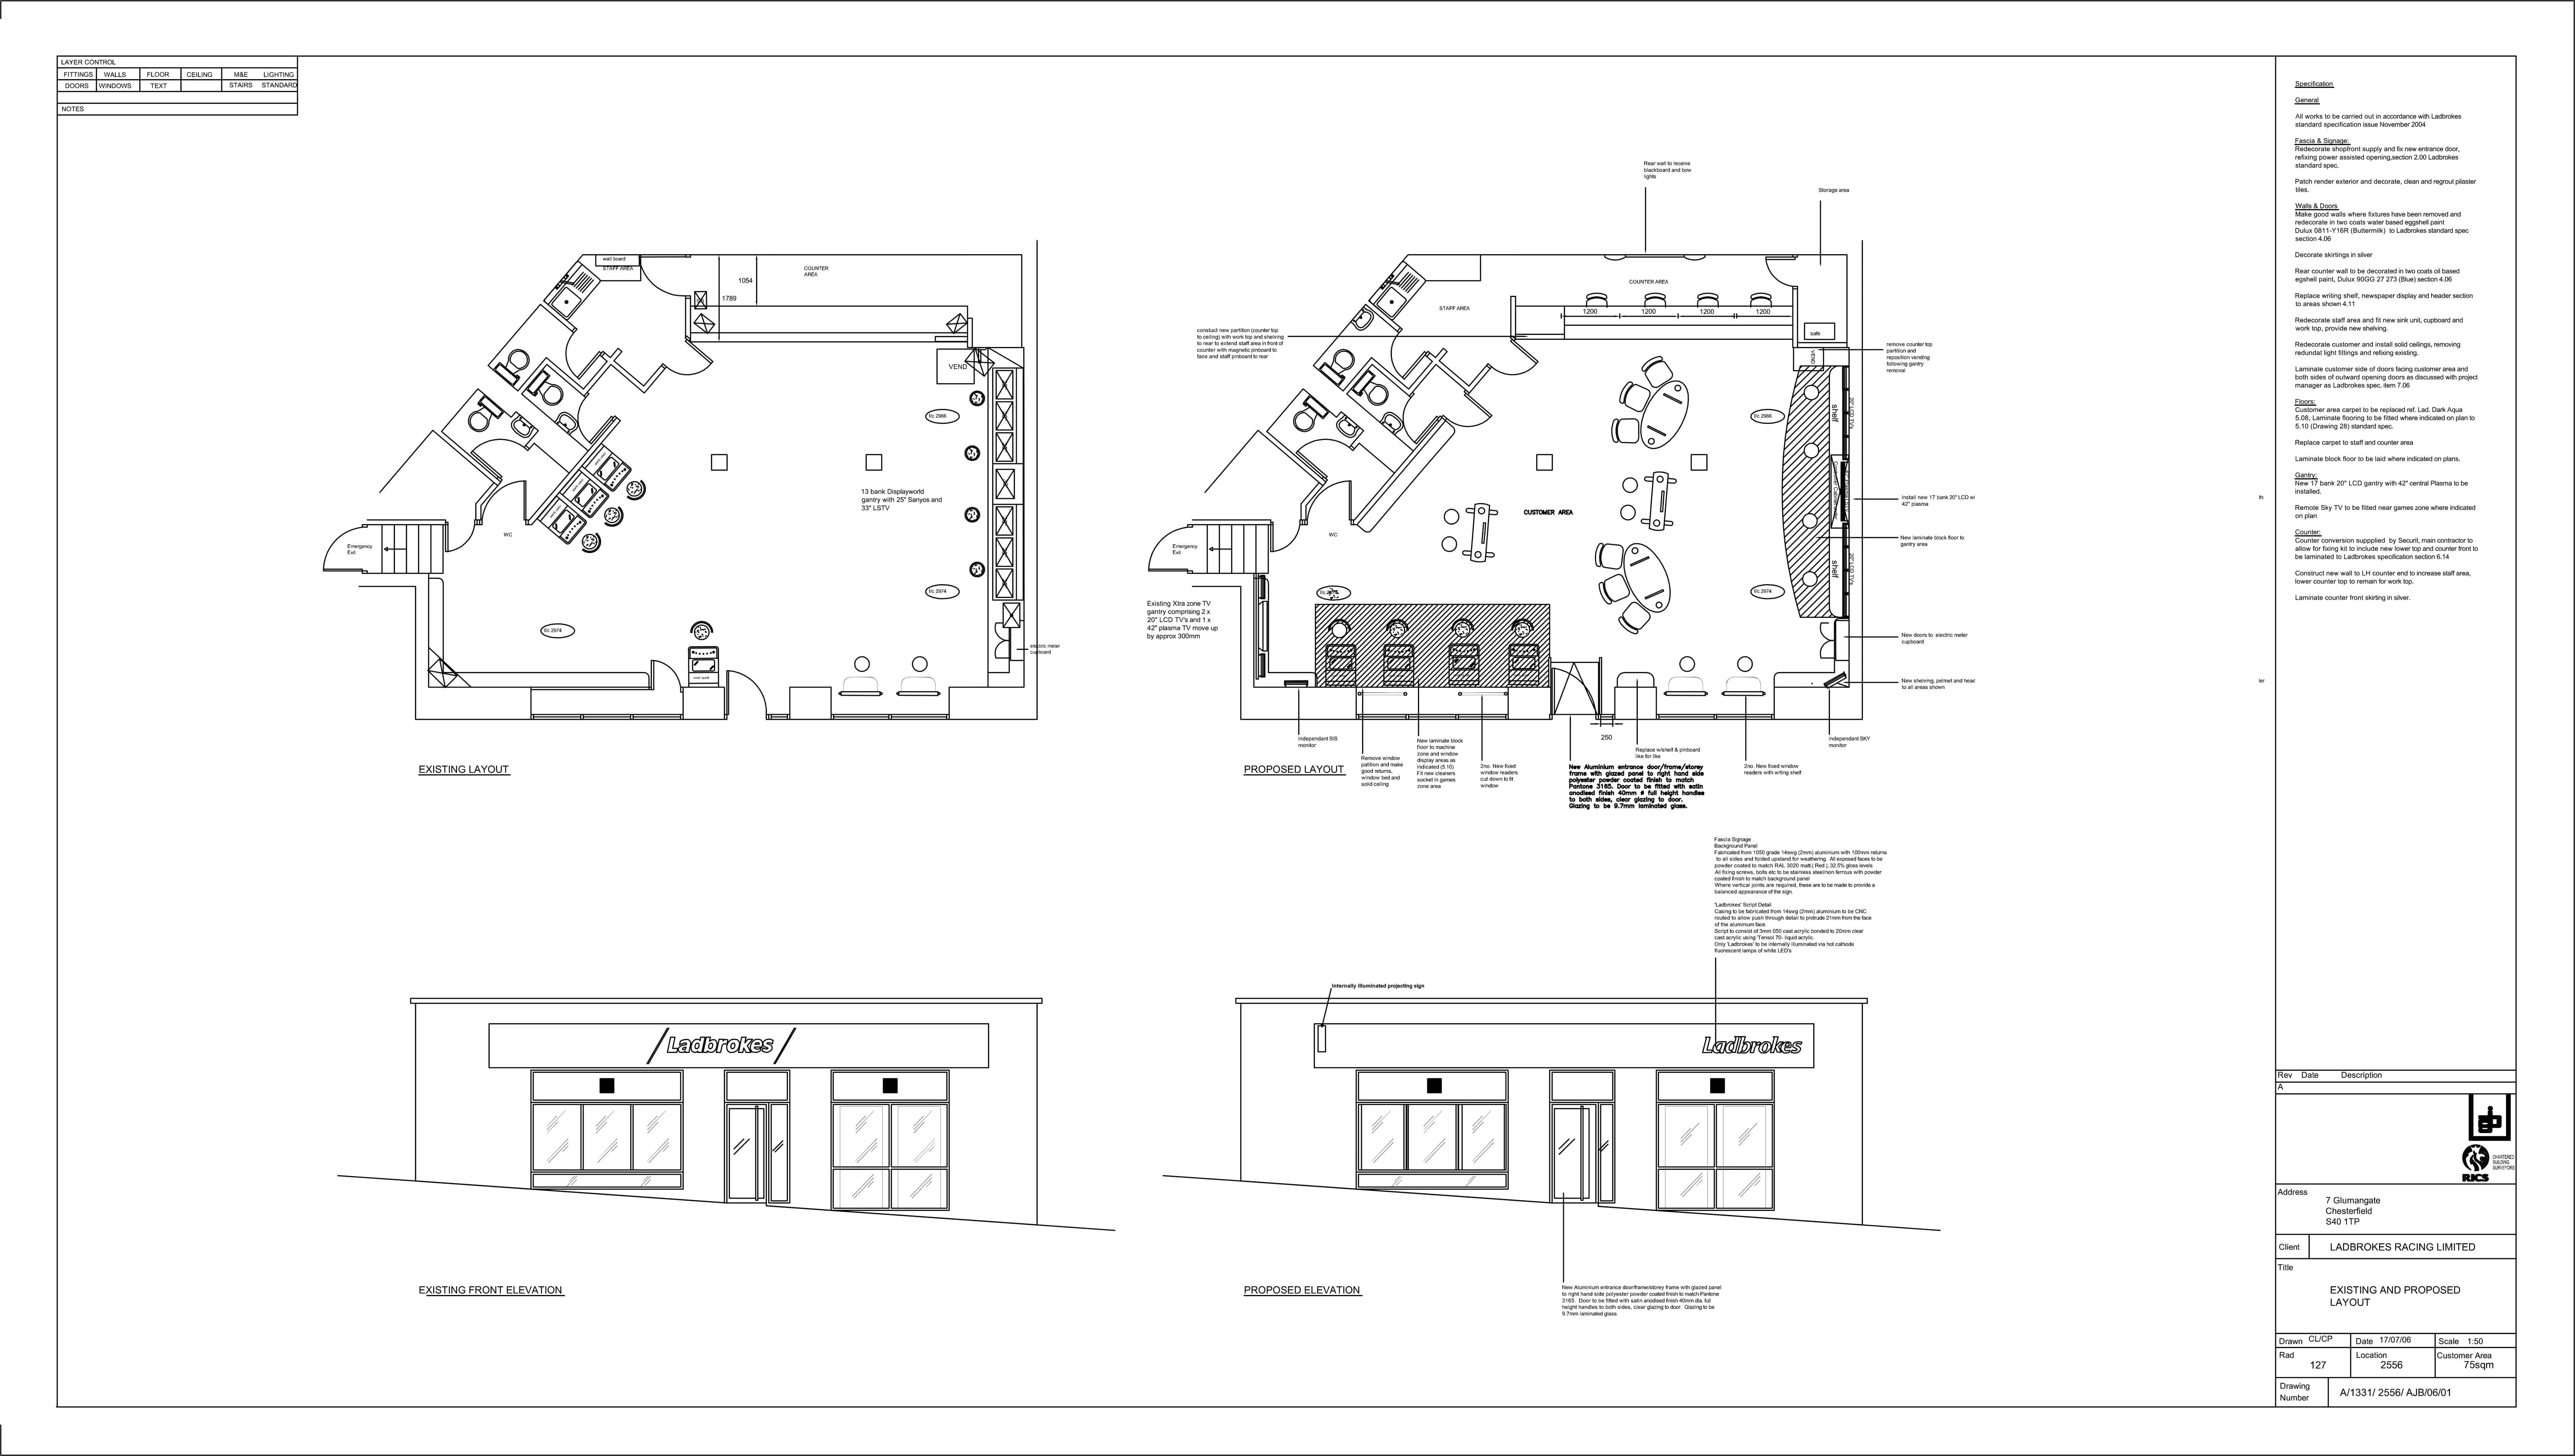 LAYER CONTROL
FITTINGS WALLS FLOOR CEILING M&E LIGHTING
DOORS WINDOWS TEXT STAIRS STANDARD
NOTES
wall board
STAFF AREA
COUNTER
AREA
1054
1789
VEND
f/c 2966
13 bank Displayworld
gantry with 25" Sanyos and
33" LSTV
WC
Emergency
Exit
f/c 2974
f/c 2974
electric meter
cupboard
EXISTING LAYOUT
Rear wall to receive
blackboard and bow
lights
Storage area
COUNTER AREA
STAFF AREA
1200 1200 1200 1200
safe
VEND
constuct new partition (counter top
to ceiling) with work top and shelving
to rear to extend staff area in front of
counter with magnetic pinboard to
face and staff pinboard to rear
remove counter top
partition and
reposition vending
following gantry
removal
f/c 2966
shelf
20" LCD TV's
CUSTOMER AREA
install new 17 bank 20" LCD wi
42" plasma
th
New laminate block floor to
gantry area
WC
Emergency
Exit
shelf
20" LCD TV's
f/c 2974
Existing Xtra zone TV
gantry comprising 2 x
20" LCD TV's and 1 x
42" plasma TV move up
by approx 300mm
New doors to electric meter
cupboard
New shelving, pelmet and head
to all areas shown
ler
independant SIS
monitor
Remove window
patition and make
good returns,
window bed and
solid ceiling
New laminate block
floor to machine
zone and window
display areas as
indicated (5.10)
Fit new cleaners
socket in games
zone area
2no. New fixed
window readers
cut down to fit
window
250
Replace w/shelf & pinboard
like for like
New Aluminium entrance door/frame/storey
frame with glazed panel to right hand side
polyester powder coated finish to match
Pantone 3165. Door to be fitted with satin
anodised finish 40mm ø full height handles
to both sides, clear glazing to door.
Glazing to be 9.7mm laminated glass.
2no. New fixed window
readers with writing shelf
independant SKY
monitor
PROPOSED LAYOUT
Fascia Signage
Background Panel
Fabricated from 1050 grade 14swg (2mm) aluminium with 100mm returns
to all sides and folded upstand for weathering. All exposed faces to be
powder coated to match RAL 3020 matt.( Red ), 32.5% gloss levels
All fixing screws, bolts etc to be stainless steel/non ferrous with powder
coated finish to match background panel
Where vertical joints are required, these are to be made to provide a
balanced appearance of the sign.
'Ladbrokes' Script Detail
Casing to be fabricated from 14swg (2mm) aluminium to be CNC
routed to allow push through detail to protrude 21mm from the face
of the aluminium face.
Script to consist of 3mm 050 cast acrylic bonded to 20mm clear
cast acrylic using 'Tensol 70- liquid acrylic.
Only 'Ladbrokes' to be internally illuminated via hot cathode
fluorescent lamps of white LED's
Ladbrokes
EXISTING FRONT ELEVATION
Internally illuminated projecting sign
Ladbrokes
PROPOSED ELEVATION
New Aluminium entrance door/frame/storey frame with glazed panel
to right hand side polyester powder coated finish to match Pantone
3165. Door to be fitted with satin anodised finish 40mm dia. full
height handles to both sides, clear glazing to door. Glazing to be
9.7mm laminated glass.
Specification
General
All works to be carried out in accordance with Ladbrokes
standard specification issue November 2004
Fascia & Signage:
Redecorate shopfront supply and fix new entrance door,
refixing power assisted opening,section 2.00 Ladbrokes
standard spec.
Patch render exterior and decorate, clean and regrout pilaster
tiles.
Walls & Doors
Make good walls where fixtures have been removed and
redecorate in two coats water based eggshell paint
Dulux 0811-Y16R (Buttermilk) to Ladbrokes standard spec
section 4.06
Decorate skirtings in silver
Rear counter wall to be decorated in two coats oil based
egshell paint, Dulux 90GG 27 273 (Blue) section 4.06
Replace writing shelf, newspaper display and header section
to areas shown 4.11
Redecorate staff area and fit new sink unit, cupboard and
work top, provide new shelving.
Redecorate customer and install solid ceilings, removing
redundat light fittings and refixing existing.
Laminate customer side of doors facing customer area and
both sides of outward opening doors as discussed with project
manager as Ladbrokes spec. item 7.06
Floors:
Customer area carpet to be replaced ref. Lad. Dark Aqua
5.08, Laminate flooring to be fitted where indicated on plan to
5.10 (Drawing 28) standard spec.
Replace carpet to staff and counter area
Laminate block floor to be laid where indicated on plans.
Gantry:
New 17 bank 20" LCD gantry with 42" central Plasma to be
installed.
Remote Sky TV to be fitted near games zone where indicated
on plan
Counter:
Counter conversion suppplied by Securit, main contractor to
allow for fixing kit to include new lower top and counter front to
be laminated to Ladbrokes specification section 6.14
Construct new wall to LH counter end to increase staff area,
lower counter top to remain for work top.
Laminate counter front skirting in silver.
Rev Date Description
A
CHARTERED
BUILDING
SURVEYORS
RICS
Address
7 Glumangate
Chesterfield
S40 1TP
Client LADBROKES RACING LIMITED
Title
EXISTING AND PROPOSED
LAYOUT
Drawn CL/CP Date 17/07/06 Scale 1:50
Rad 127 Location 2556 Customer Area 75sqm
Drawing
Number A/1331/ 2556/ AJB/06/01